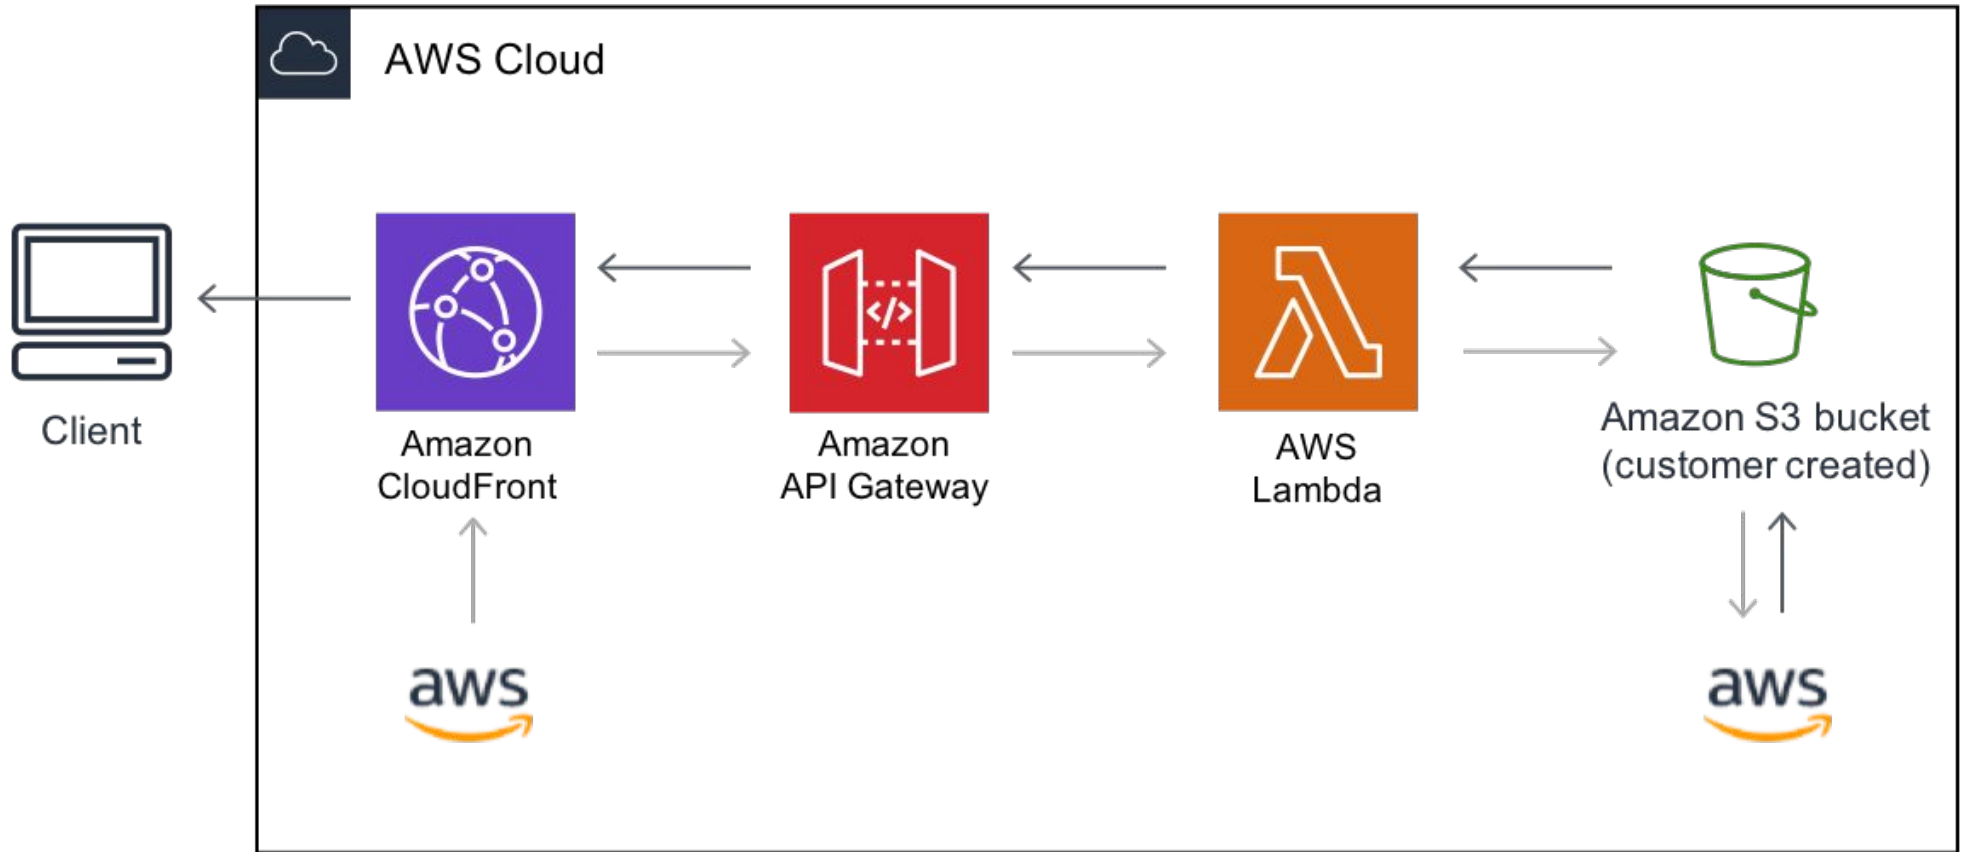 AWS Cloud
</>
Client
Amazon
CloudFront
Amazon
API Gateway
AWS
Lambda
Amazon S3 bucket
(customer created)
aws
aws